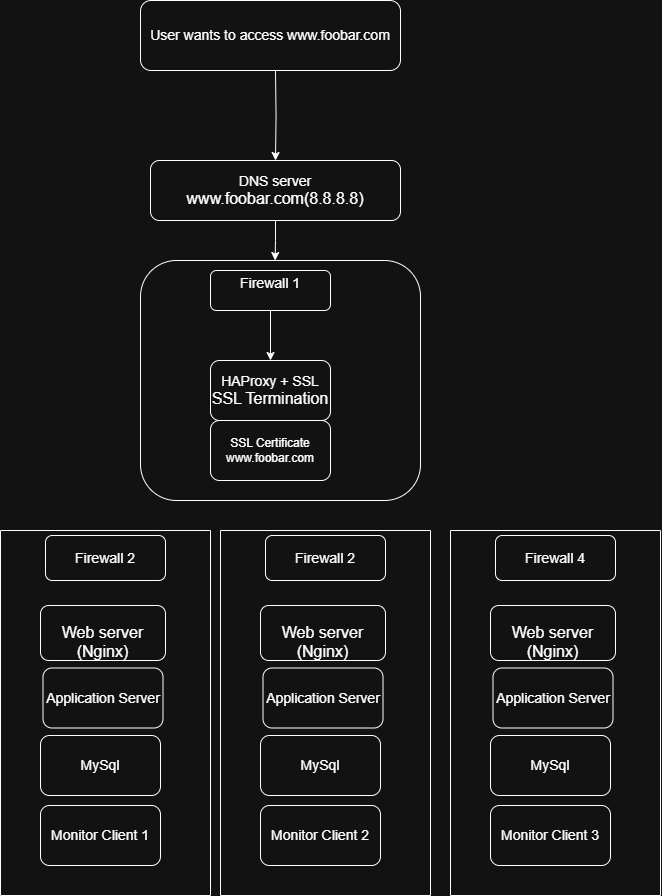 User wants to access www.foobar.com
DNS server
www.foobar.com(8.8.8.8)
Firewall 1
HAProxy + SSL
SSL Termination
SSL Certificate
www.foobar.com
Firewall 2
Web server
(Nginx)
Application Server
MySql
Monitor Client 1
Firewall 2
Web server
(Nginx)
Application Server
MySql
Monitor Client 2
Firewall 4
Web server
(Nginx)
Application Server
MySql
Monitor Client 3